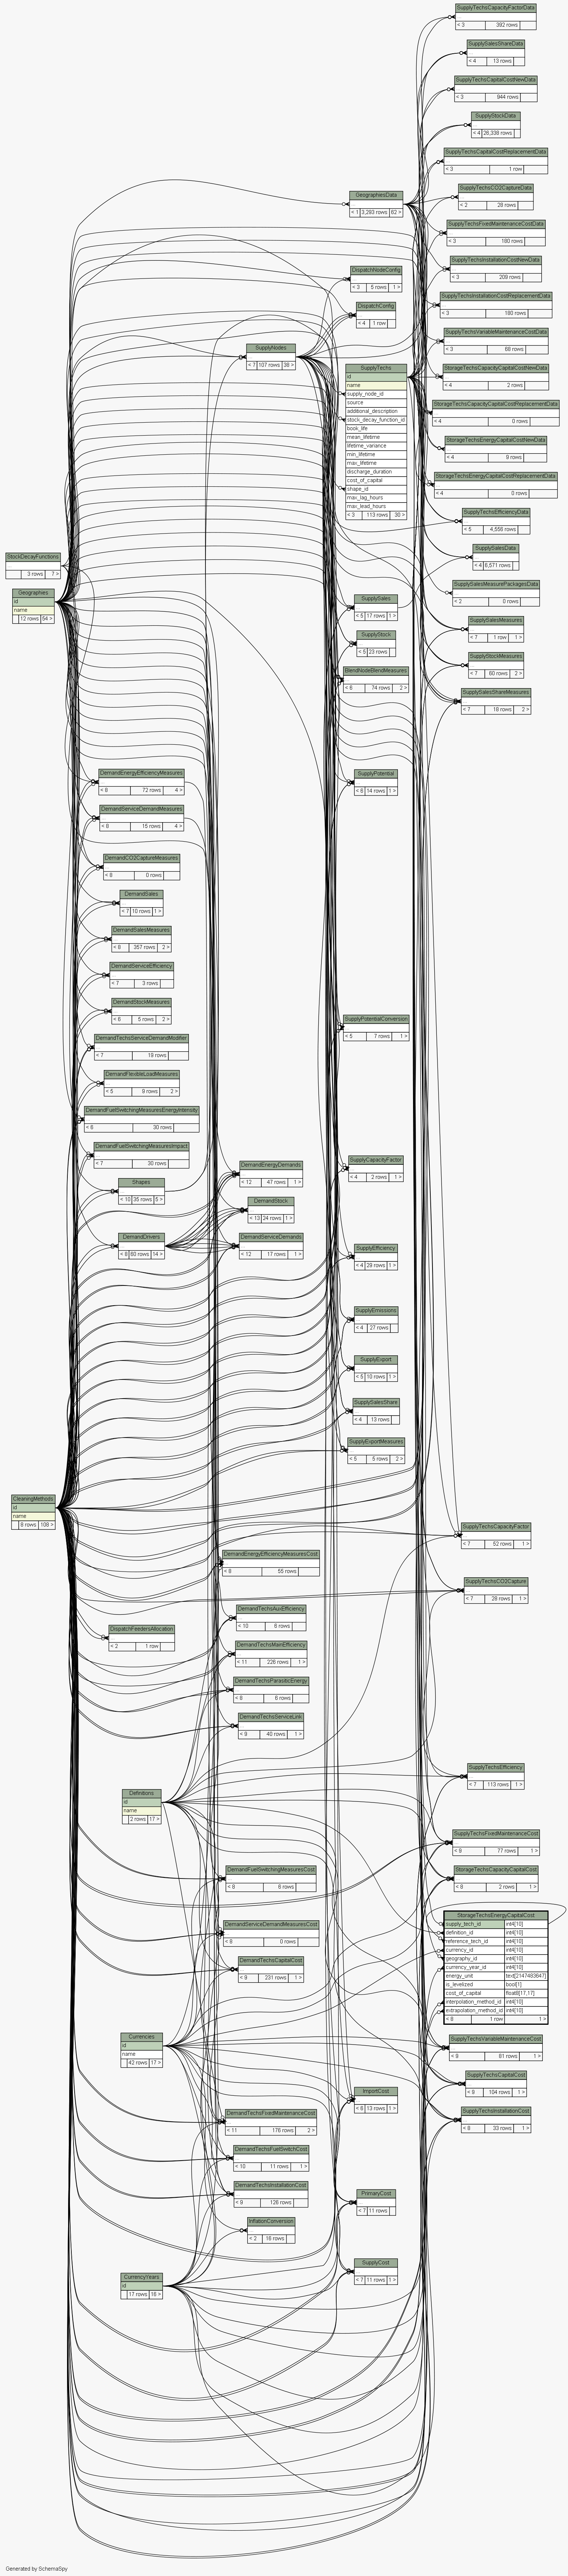 SupplyTechsCapacityFactorData
< 3 392 rows
SupplySalesShareData
< 4 13 rows
SupplyTechsCapitalCostNewData
< 3 944 rows
SupplyStockData
< 4 26,338 rows
SupplyTechsCapitalCostReplacementData
< 3 1 row
SupplyTechsCO2CaptureData
< 2 28 rows
GeographiesData
< 1 3,293 rows 62 >
SupplyTechsFixedMaintenanceCostData
< 3 180 rows
SupplyTechsInstallationCostNewData
< 3 209 rows
DispatchNodeConfig
< 3 5 rows 1 >
SupplyTechsInstallationCostReplacementData
< 3 180 rows
DispatchConfig
< 4 1 row
SupplyTechsVariableMaintenanceCostData
< 3 88 rows
SupplyNodes
< 7 107 rows 38 >
SupplyTechs
id
name
supply_node_id
source
additional_description
stock_decay_function_id
book_life
mean_lifetime
lifetime_variance
min_lifetime
max_lifetime
discharge_duration
cost_of_capital
shape_id
max_lag_hours
max_lead_hours
< 3 113 rows 30 >
StorageTechsCapacityCapitalCostNewData
< 4 2 rows
StorageTechsCapacityCapitalCostReplacementData
< 4 0 rows
StorageTechsEnergyCapitalCostNewData
< 4 9 rows
StorageTechsEnergyCapitalCostReplacementData
< 4 0 rows
SupplyTechsEfficiencyData
< 5 4,556 rows
SupplySalesData
< 4 6,571 rows
StockDecayFunctions
3 rows 7 >
SupplySalesMeasurePackagesData
< 2 0 rows
Geographies
id
name
12 rows 54 >
SupplySales
< 5 17 rows 1 >
SupplySalesMeasures
< 7 1 row 1 >
SupplyStock
< 6 23 rows
SupplyStockMeasures
< 7 60 rows 2 >
BlendNodeBlendMeasures
< 6 74 rows 2 >
SupplySalesShareMeasures
< 7 19 rows 2 >
DemandEnergyEfficiencyMeasures
< 8 72 rows 4 >
SupplyPotential
< 6 14 rows 1 >
DemandServiceDemandMeasures
< 8 15 rows 4 >
DemandCO2CaptureMeasures
< 8 0 rows
DemandSales
< 7 10 rows 1 >
DemandSalesMeasures
< 8 357 rows 2 >
DemandServiceEfficiency
< 7 3 rows
DemandStockMeasures
< 8 5 rows 2 >
SupplyPotentialConversion
< 5 7 rows 1 >
DemandTechsServiceDemandModifier
< 7 19 rows
DemandFlexibleLoadMeasures
< 5 9 rows 2 >
DemandFuelSwitchingMeasuresEnergyIntensity
< 8 30 rows
DemandFuelSwitchingMeasuresImpact
< 7 30 rows
SupplyCapacityFactor
< 4 2 rows 1 >
DemandEnergyDemands
< 12 47 rows 1 >
Shapes
< 10 35 rows 5 >
DemandStock
< 13 24 rows 1 >
DemandDrivers
< 8 60 rows 14 >
DemandServiceDemands
< 12 17 rows 1 >
SupplyEfficiency
< 4 29 rows 1 >
SupplyEmissions
< 4 27 rows
SupplyExport
< 5 10 rows 1 >
SupplySalesShare
< 4 13 rows
SupplyExportMeasures
< 5 5 rows 2 >
CleaningMethods
id
name
8 rows 108 >
SupplyTechsCapacityFactor
< 7 52 rows 1 >
DemandEnergyEfficiencyMeasuresCost
< 8 55 rows
SupplyTechsCO2Capture
< 7 28 rows 1 >
DemandTechsAuxEfficiency
< 10 6 rows
DispatchFeedersAllocation
< 2 1 row
DemandTechsMainEfficiency
< 11 226 rows 1 >
DemandTechsParasiticEnergy
< 8 6 rows
DemandTechsServiceLink
< 9 40 rows 1 >
SupplyTechsEfficiency
< 7 113 rows 1 >
Definitions
id
name
2 rows 17 >
SupplyTechsFixedMaintenanceCost
< 8 77 rows 1 >
DemandFuelSwitchingMeasuresCost
< 8 6 rows
StorageTechsCapacityCapitalCost
< 8 2 rows 1 >
StorageTechsEnergyCapitalCost
supply_tech_id int4[10]
definition_id int4[10]
reference_tech_id int4[10]
currency_id int4[10]
geography_id int4[10]
currency_year_id int4[10]
energy_unit text[2147483647]
is_levelized bool[1]
cost_of_capital float8[17,17]
interpolation_method_id int4[10]
extrapolation_method_id int4[10]
< 8 1 row 1 >
DemandServiceDemandMeasuresCost
< 8 0 rows
DemandTechsCapitalCost
< 9 231 rows 1 >
Currencies
id
name
42 rows 17 >
SupplyTechsVariableMaintenanceCost
< 9 81 rows 1 >
SupplyTechsCapitalCost
< 9 104 rows 1 >
ImportCost
< 6 13 rows 1 >
DemandTechsFixedMaintenanceCost
< 11 176 rows 2 >
SupplyTechsInstallationCost
< 8 33 rows 1 >
DemandTechsFuelSwitchCost
< 10 11 rows 1 >
DemandTechsInstallationCost
< 9 126 rows
PrimaryCost
< 7 11 rows
InflationConversion
< 2 18 rows
SupplyCost
< 7 11 rows 1 >
CurrencyYears
id
17 rows 18 >
Generated by SchemaSpy